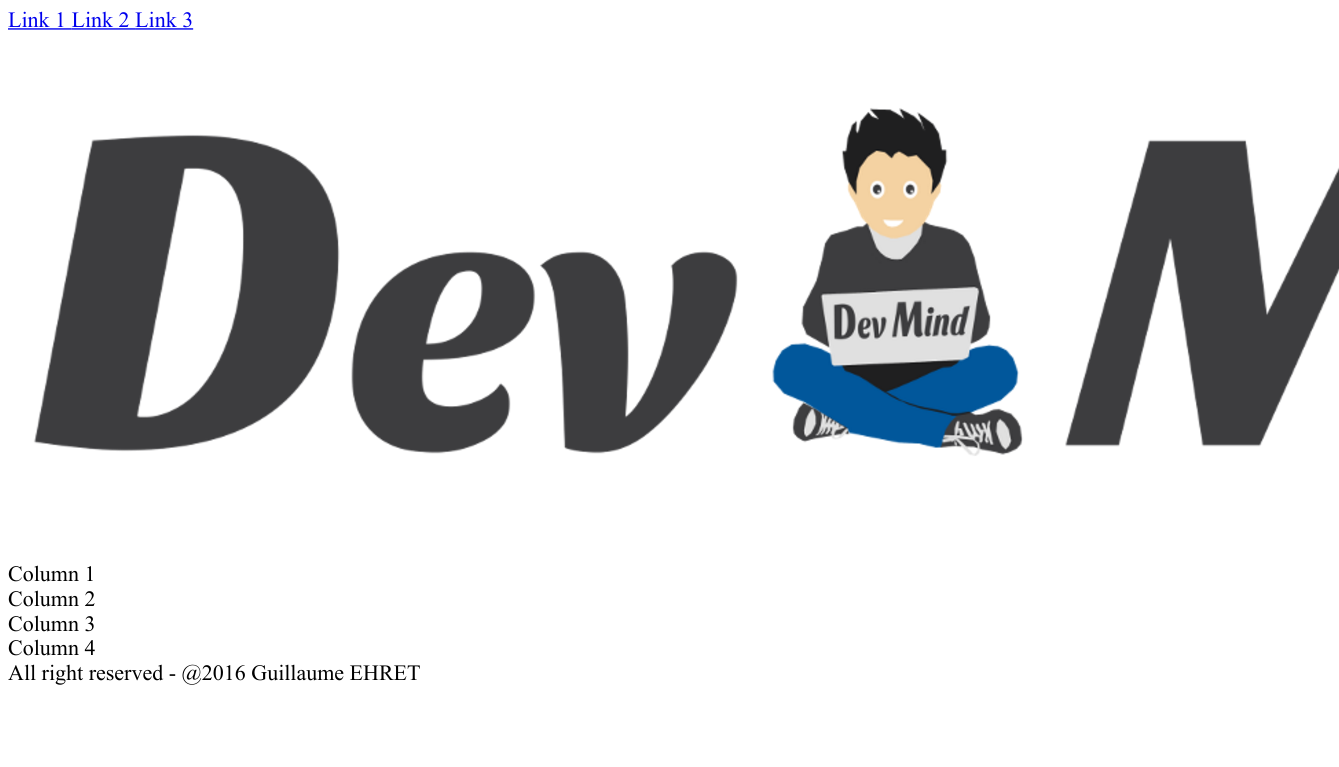 Link 1 Link 2 Link 3
Dev M
Dev Mind
Column 1
Column 2
Column 3
Column 4
All right reserved - @2016 Guillaume EHRET